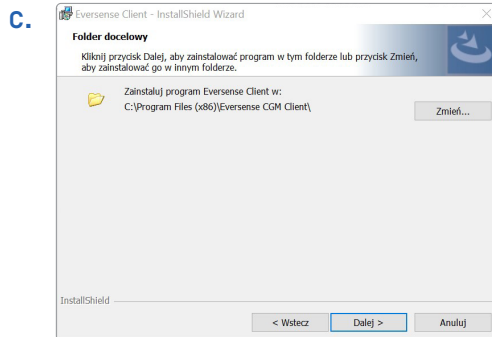 C.
Eversense Client - InstallShield Wizard
Folder docelowy
Kliknij przycisk Dalej, aby zainstalować program w tym folderze lub przycisk Zmień,
aby zainstalować go w innym folderze.
Zainstaluj program Eversense Client w:
C:\Program Files (x86)\Eversense CGM Client\
Zmień...
InstallShield
< Wstecz
Dalej >
Anuluj